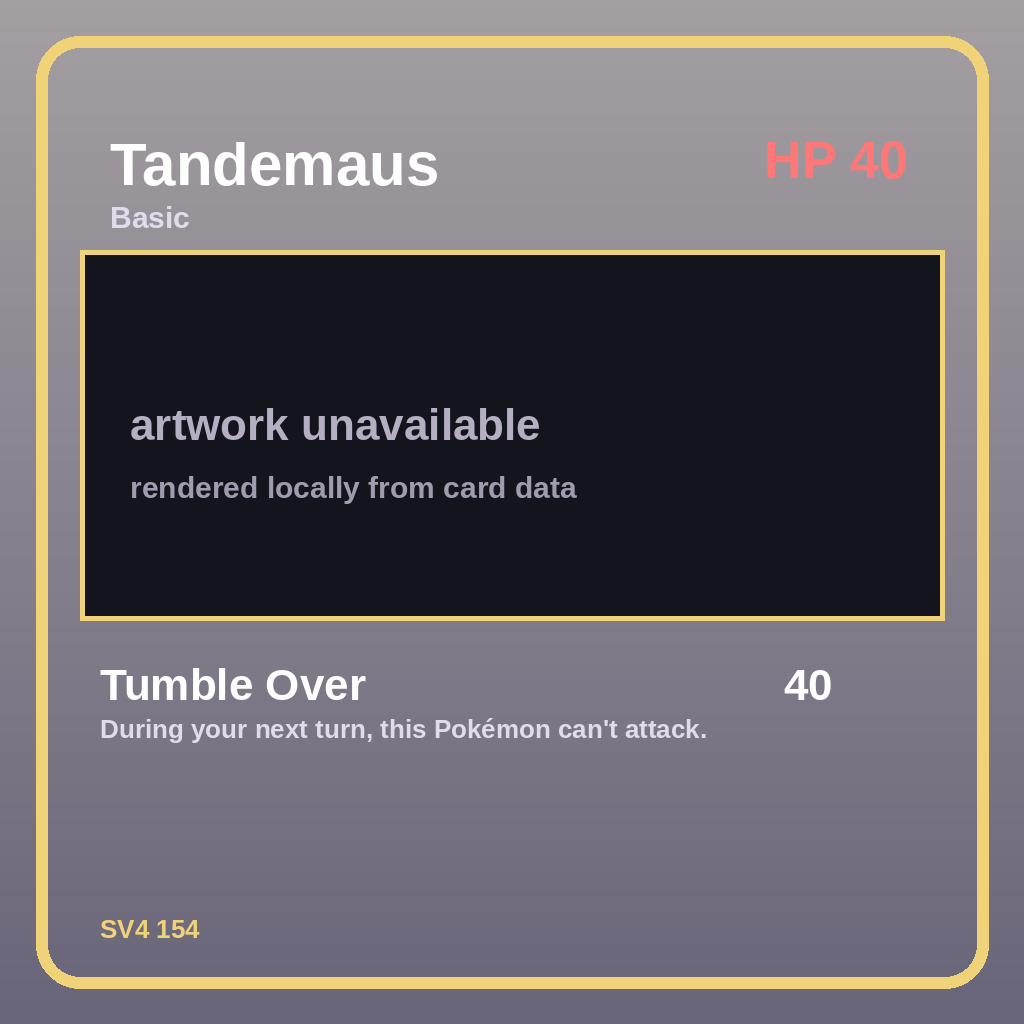 Tandemaus
HP 40
Basic
artwork unavailable
rendered locally from card data
Tumble Over
40
During your next turn, this Pokémon can't attack.
SV4 154